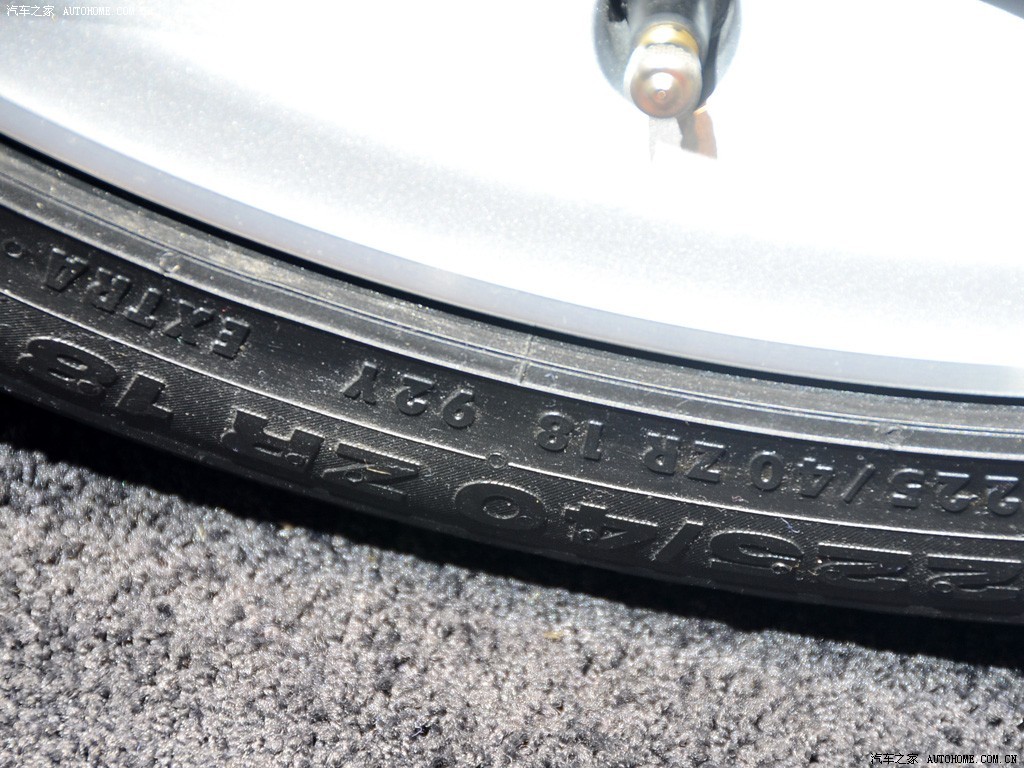 汽车之家 AUTOHOME.COM.CN
225/40 ZR 18 92Y EXTRA
225/40 ZR 18
汽车之家 AUTOHOME.COM.CN